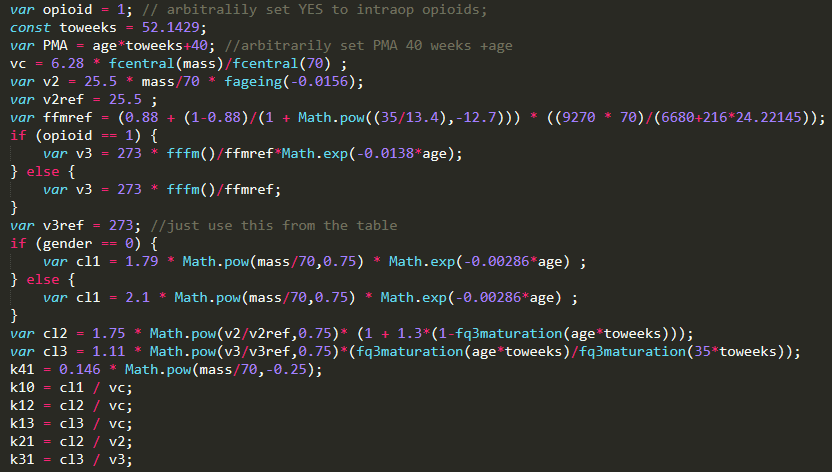 var opioid = 1; // arbitralily set YES to intraop opioids;
const toweeks = 52.1429;
var PMA = age*toweeks+40; //arbitrarily set PMA 40 weeks +age
vc = 6.28 * fcentral(mass)/fcentral(70) ;
var v2 = 25.5 * mass/70 * fageing(-0.0156);
var v2ref = 25.5 ;
var ffmref = (0.88 + (1-0.88)/(1 + Math.pow((35/13.4),-12.7))) * ((9270 * 70)/(6680+216*24.22145));
if (opioid == 1) {
    var v3 = 273 * fffm()/ffmref*Math.exp(-0.0138*age);
} else {
    var v3 = 273 * fffm()/ffmref;
}
var v3ref = 273; //just use this from the table
if (gender == 0) {
    var cl1 = 1.79 * Math.pow(mass/70,0.75) * Math.exp(-0.00286*age) ;
} else {
    var cl1 = 2.1 * Math.pow(mass/70,0.75) * Math.exp(-0.00286*age) ;
}
var cl2 = 1.75 * Math.pow(v2/v2ref,0.75)* (1 + 1.3*(1-fq3maturation(age*toweeks)));
var cl3 = 1.11 * Math.pow(v3/v3ref,0.75)*(fq3maturation(age*toweeks)/fq3maturation(35*toweeks));
k41 = 0.146 * Math.pow(mass/70,-0.25);
k10 = cl1 / vc;
k12 = cl2 / vc;
k13 = cl3 / vc;
k21 = cl2 / v2;
k31 = cl3 / v3;